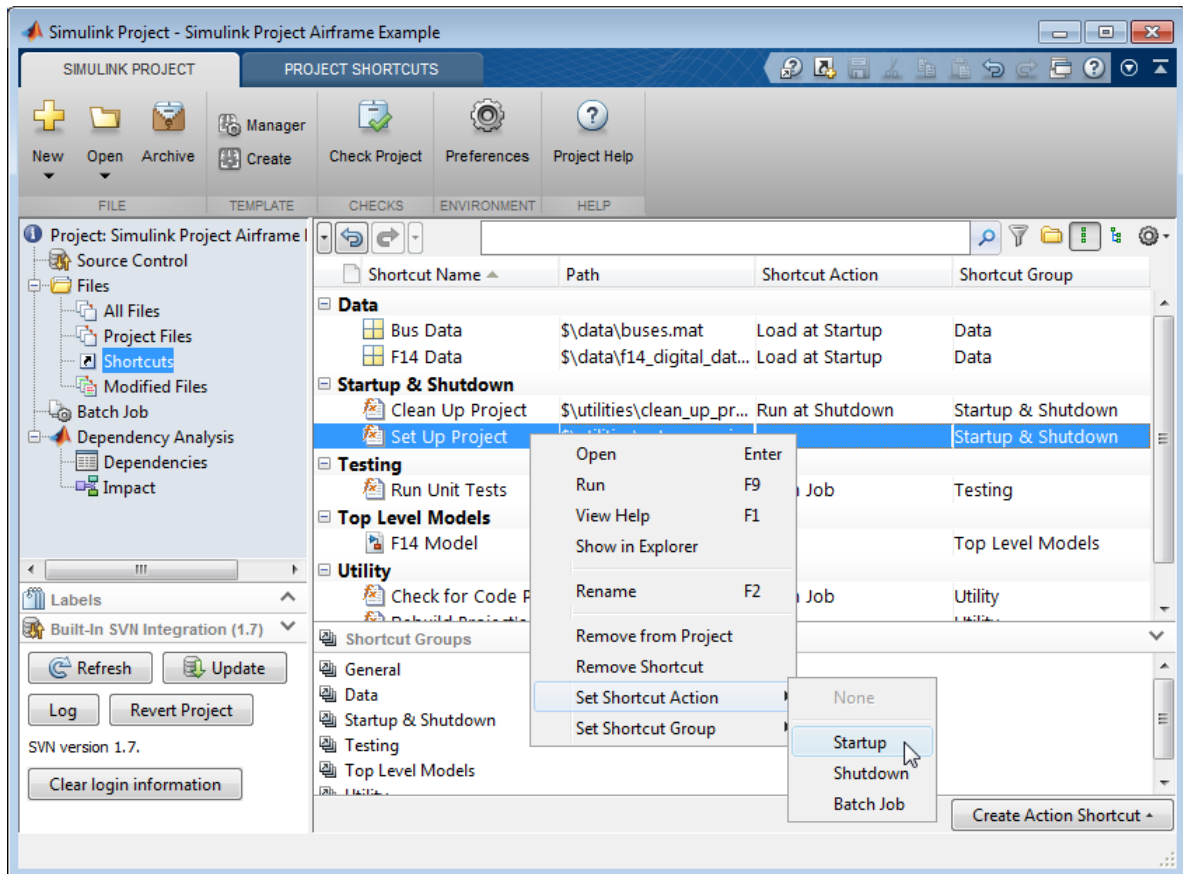 Simulink Project - Simulink Project Airframe Example
SIMULINK PROJECT PROJECT SHORTCUTS
New Open Archive Manager Create Check Project Preferences Project Help
FILE TEMPLATE CHECKS ENVIRONMENT HELP
Project: Simulink Project Airframe
Source Control
Files
All Files
Project Files
Shortcuts
Modified Files
Batch Job
Dependency Analysis
Dependencies
Impact
Labels
Built-In SVN Integration (1.7)
Refresh Update
Log Revert Project
SVN version 1.7.
Clear login information
Shortcut Name Path Shortcut Action Shortcut Group
Data
Bus Data $\data\buses.mat Load at Startup Data
F14 Data $\data\f14_digital_dat... Load at Startup Data
Startup & Shutdown
Clean Up Project $\utilities\clean_up_pr... Run at Shutdown Startup & Shutdown
Set Up Project Startup & Shutdown
Testing
Run Unit Tests Job Testing
Top Level Models
F14 Model Top Level Models
Utility
Check for Code P Job Utility
Shortcut Groups
General
Data
Startup & Shutdown
Testing
Top Level Models
Utility
Open Enter
Run F9
View Help F1
Show in Explorer
Rename F2
Remove from Project
Remove Shortcut
Set Shortcut Action
Set Shortcut Group
None
Startup
Shutdown
Batch Job
Create Action Shortcut